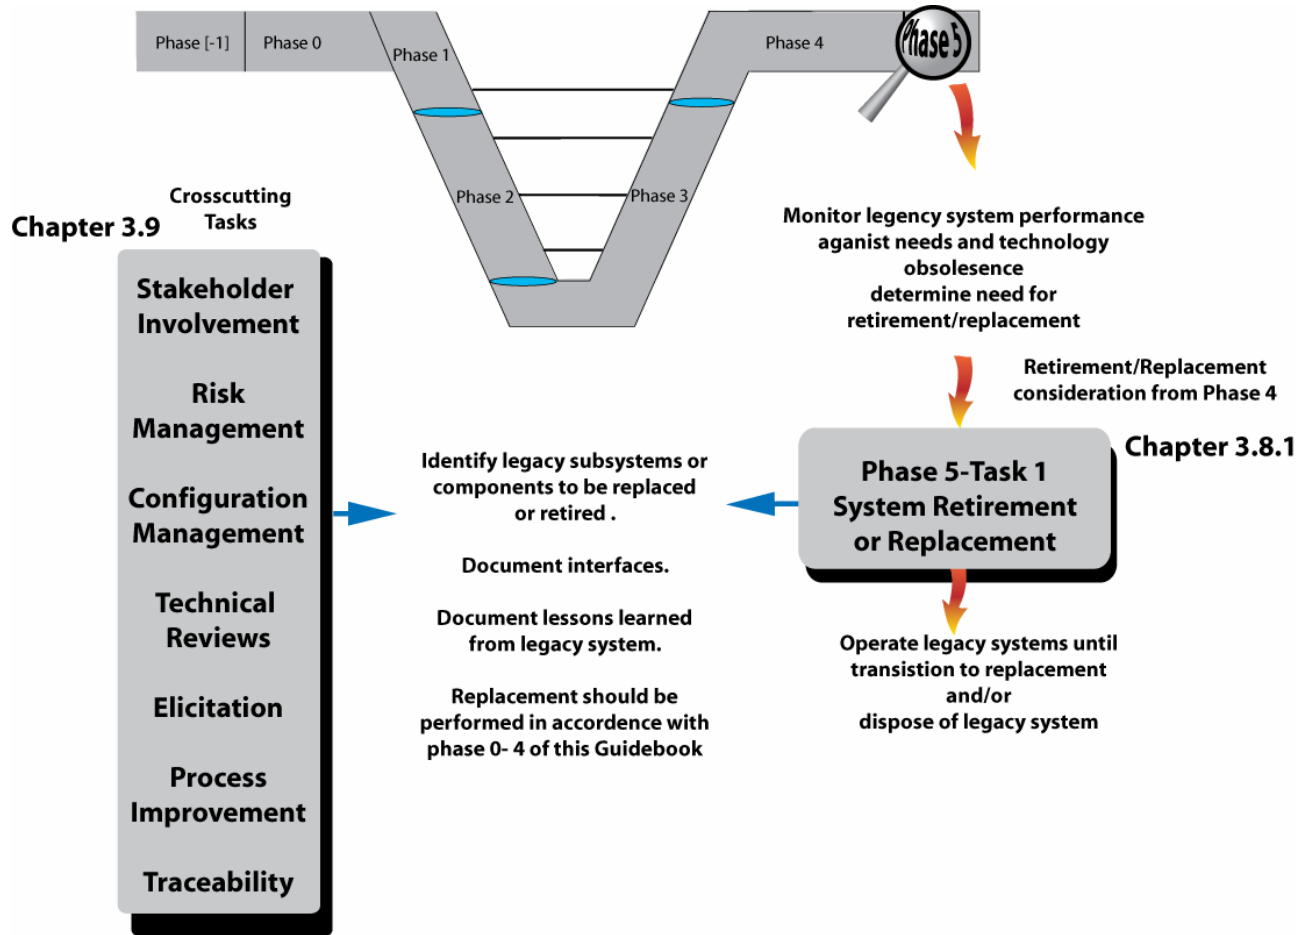 Phase [-1]
Phase 0
Phase 1
Phase 2
Phase 3
Phase 4
Phase 5
Crosscutting
Tasks
Chapter 3.9
Stakeholder
Involvement
Risk
Management
Configuration
Management
Technical
Reviews
Elicitation
Process
Improvement
Traceability
Identify legacy subsystems or
components to be replaced
or retired .
Document interfaces.
Document lessons learned
from legacy system.
Replacement should be
performed in accordence with
phase 0- 4 of this Guidebook
Monitor legency system performance
aganist needs and technology
obsolesence
determine need for
retirement/replacement
Retirement/Replacement
consideration from Phase 4
Chapter 3.8.1
Phase 5-Task 1
System Retirement
or Replacement
Operate legacy systems until
transistion to replacement
and/or
dispose of legacy system